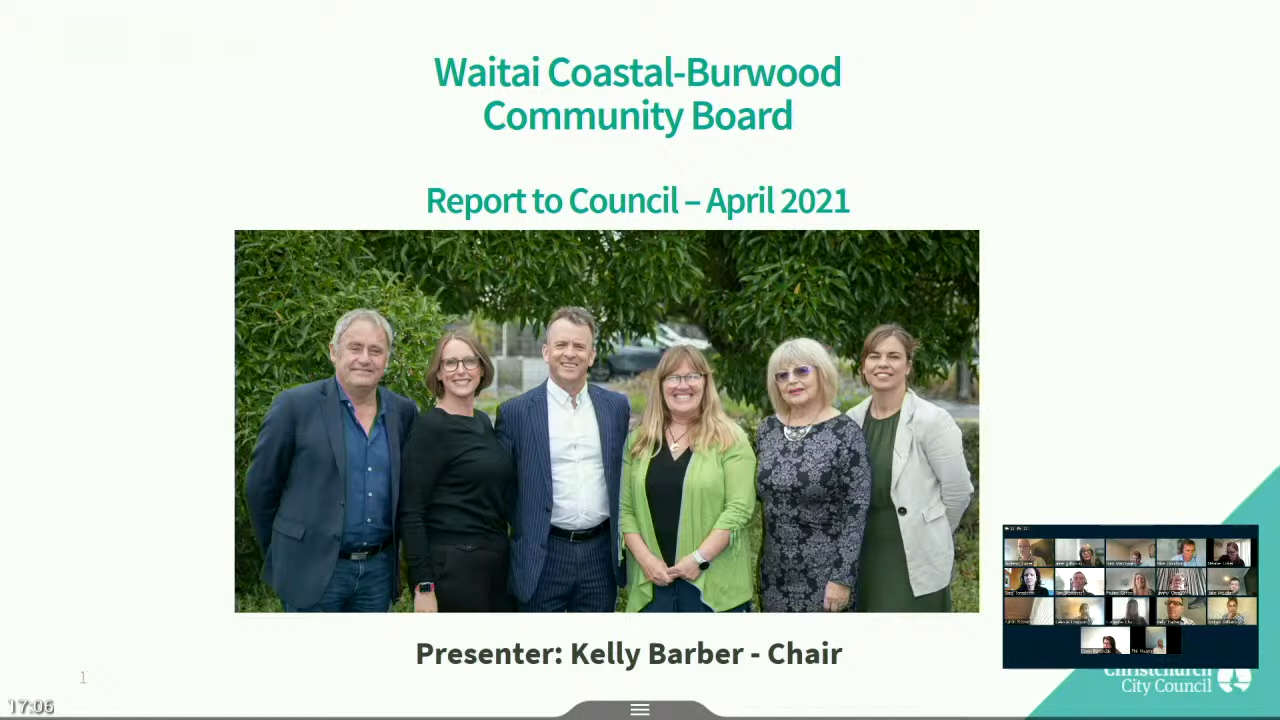 Waitai Coastal-Burwood
Community Board
Report to Council – April 2021
Presenter: Kelly Barber - Chair
1
Christchurch
City Council
17:06